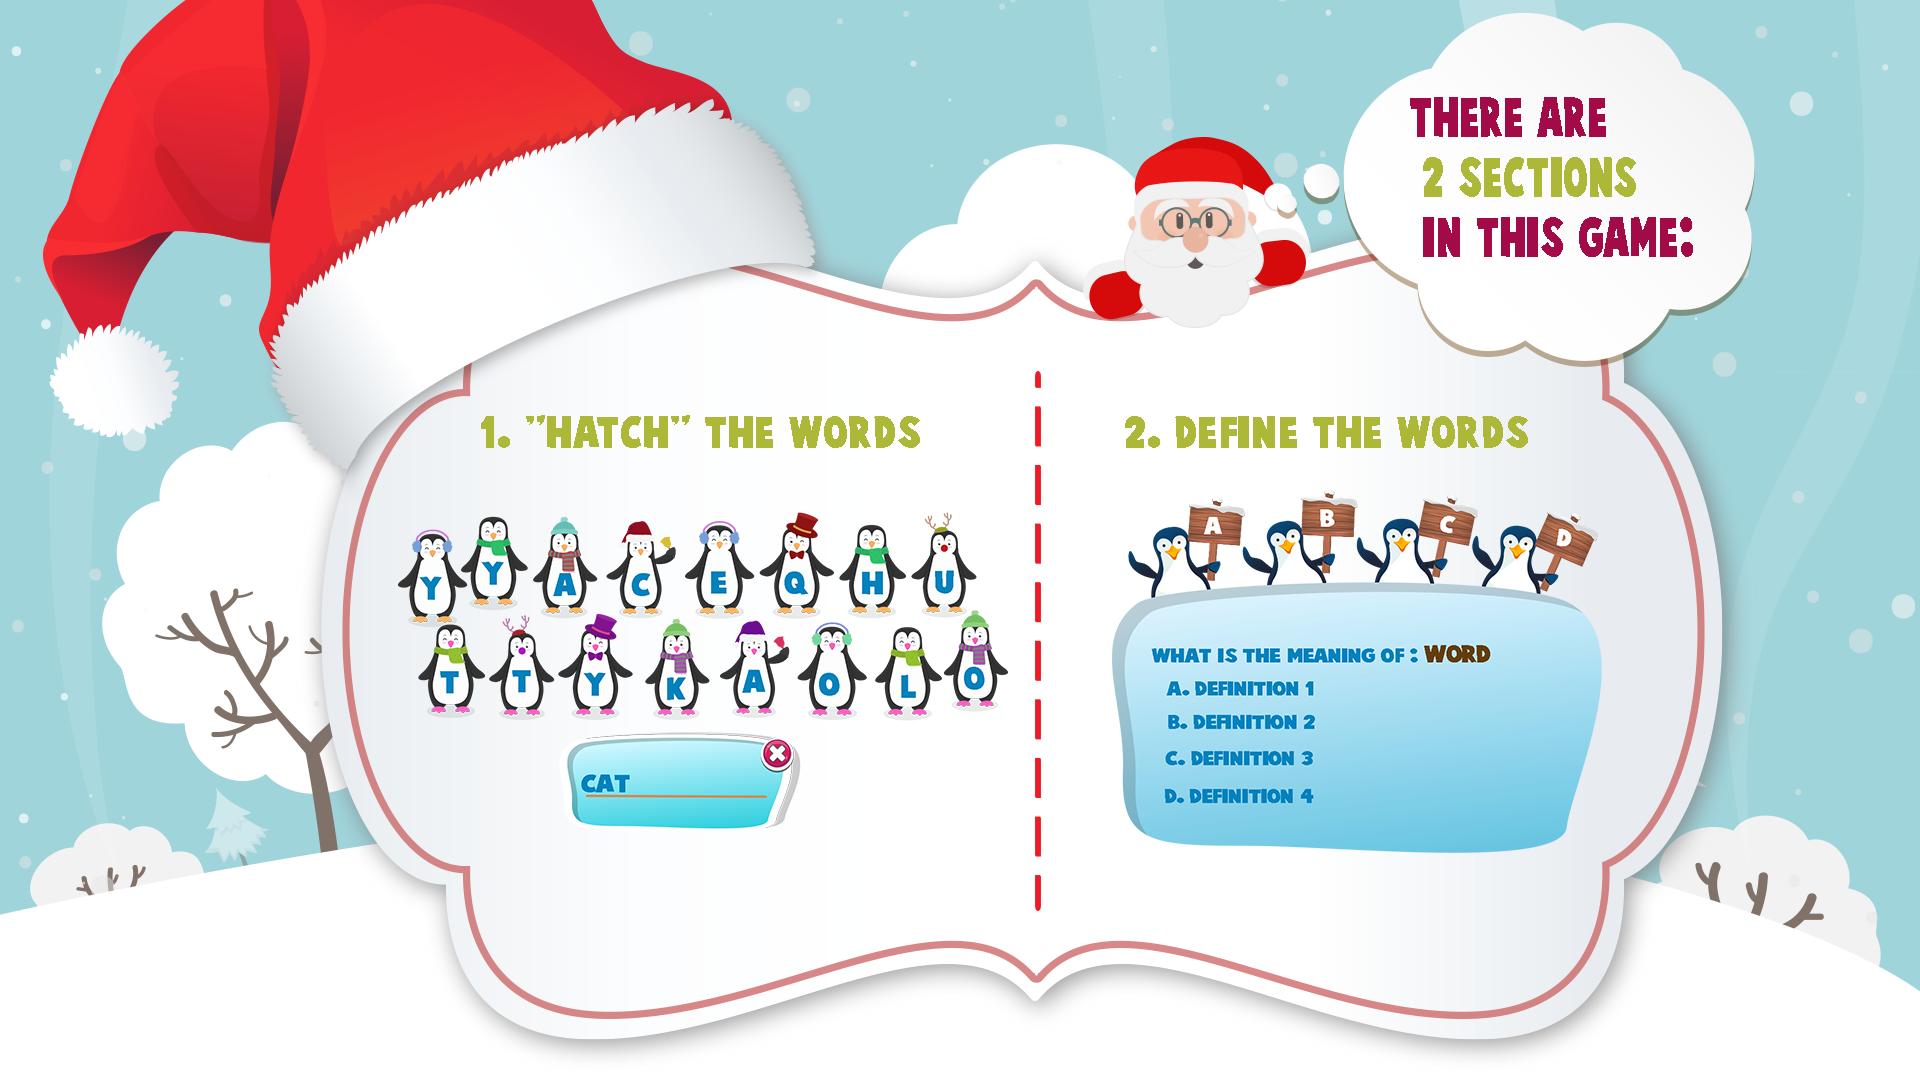 THERE ARE
2 SECTIONS
IN THIS GAME:
1. "HATCH" THE WORDS
Y Y A C E Q H U
T T Y K A O L O
CAT
2. DEFINE THE WORDS
A B C D
WHAT IS THE MEANING OF : WORD
A. DEFINITION 1
B. DEFINITION 2
C. DEFINITION 3
D. DEFINITION 4